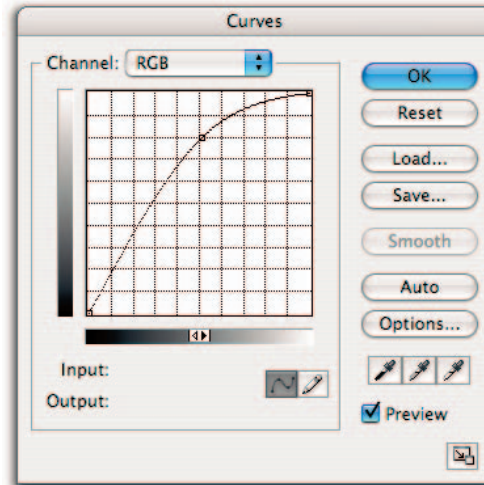 Curves
Channel: RGB
OK
Reset
Load...
Save...
Smooth
Auto
Options...
Input:
Output:
Preview